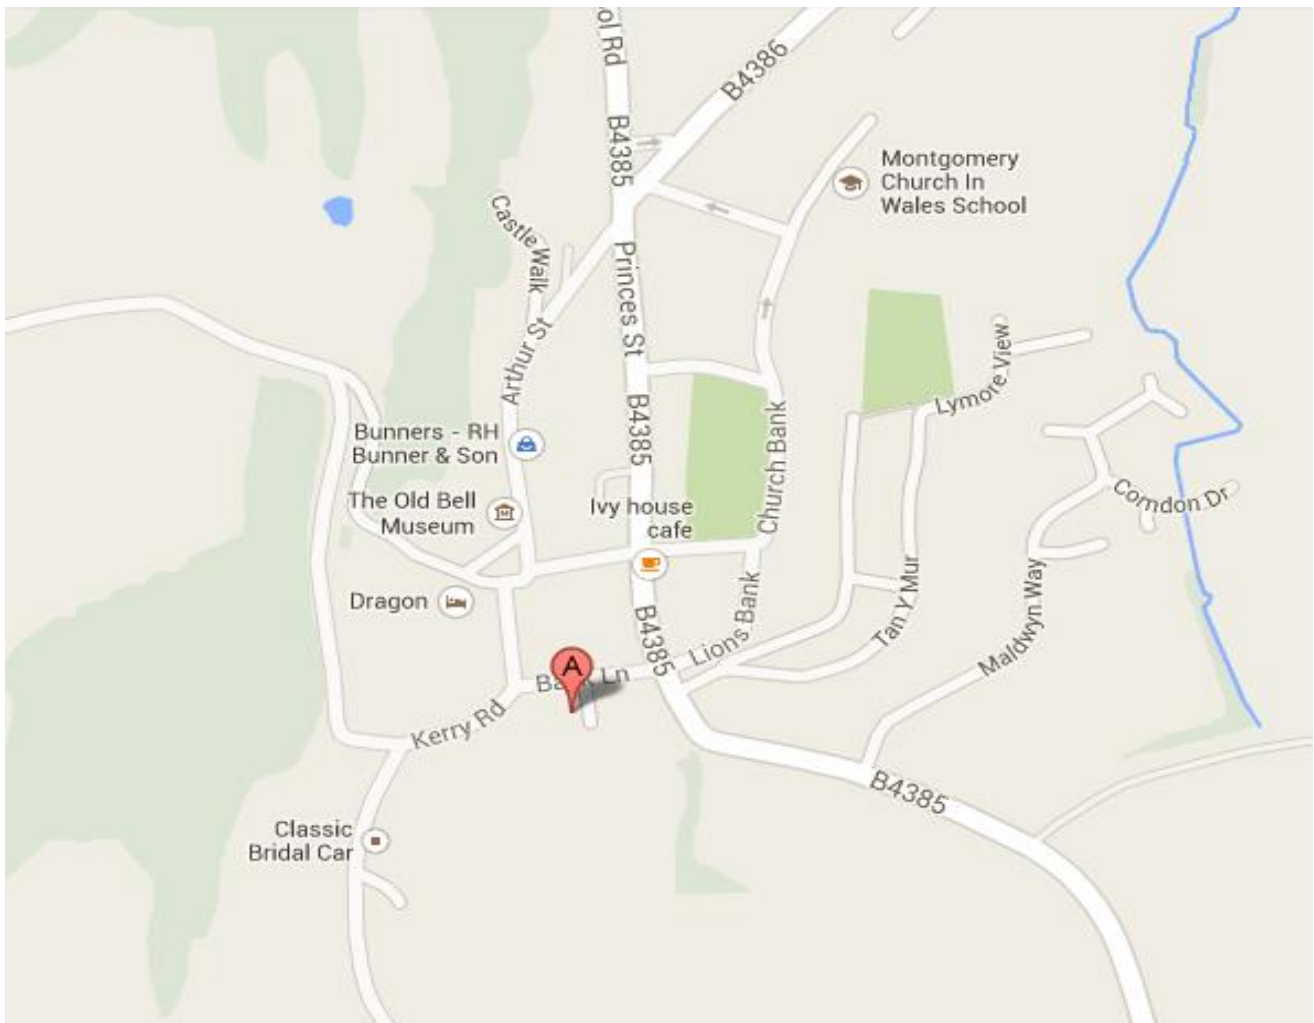 ol Rd
B4386
B4385
Montgomery
Church In
Wales School
Castle Walk
Princes St
Arthur St
Lymore View
B4385
Bunners - RH
Bunner & Son
Church Bank
The Old Bell
Museum
Ivy house
cafe
Corndon Dr
Dragon
B4385
Lions Bank
Tan Y Mur
Maldwyn Way
A
Bank Ln
Kerry Rd
B4385
Classic
Bridal Car